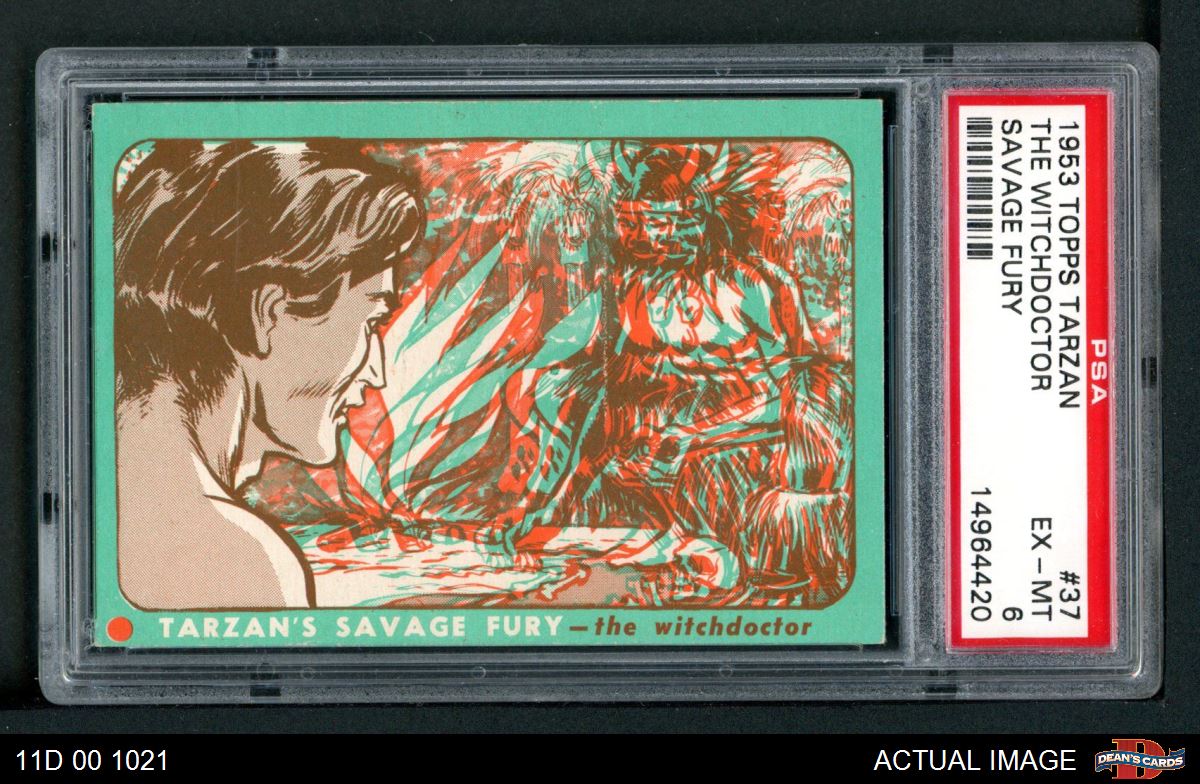 TARZAN'S SAVAGE FURY—the witchdoctor
1953 TOPPS TARZAN #37
THE WITCHDOCTOR EX - MT
SAVAGE FURY 6
14964420
PSA
11D 00 1021
ACTUAL IMAGE
D
DEAN'S CARDS